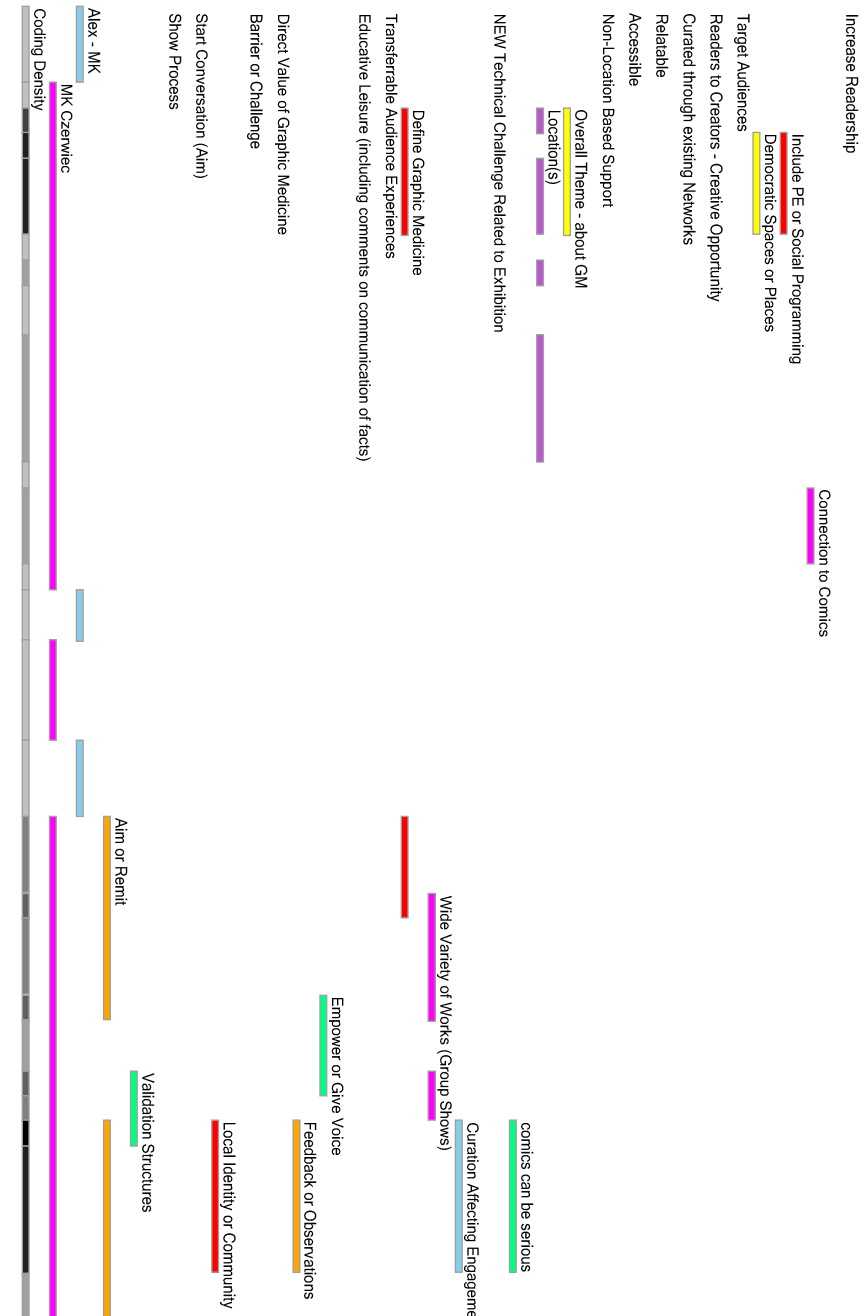 Increase Readership
Connection to Comics
Include PE or Social Programming
Democratic Spaces or Places
Target Audiences
Readers to Creators - Creative Opportunity
Curated through existing Networks
Relatable
Accessible
Non-Location Based Support
Overall Theme - about GM
Location(s)
comics can be serious
NEW Technical Challenge Related to Exhibition
Curation Affecting Engageme
Wide Variety of Works (Group Shows)
Define Graphic Medicine
Transferrable Audience Experiences
Educative Leisure (including comments on communication of facts)
Empower or Give Voice
Feedback or Observations
Direct Value of Graphic Medicine
Barrier or Challenge
Local Identity or Community
Start Conversation (Aim)
Show Process
Validation Structures
Aim or Remit
Alex - MK
MK Czerwiec
Coding Density